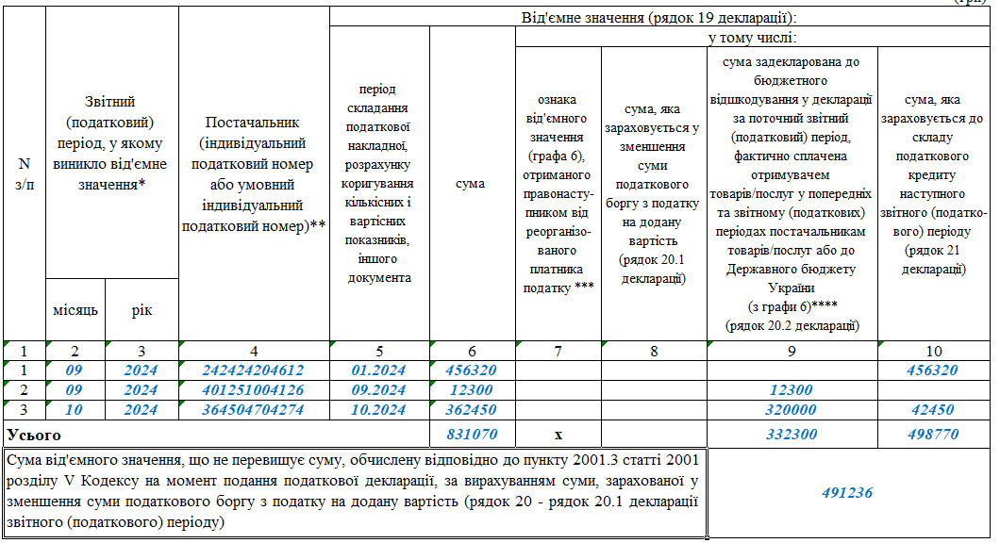 (грн)
Від'ємне значення (рядок 19 декларації):
у тому числі:
N
з/п
Звітний
(податковий)
період, у якому
виникло від'ємне
значення*
місяць
рік
Постачальник
(індивідуальний
податковий номер
або умовний
індивідуальний
податковий номер)**
період
складання
податкової
накладної,
розрахунку
коригування
кількісних і
вартісних
показників,
іншого
документа
сума
ознака
від'ємного
значення
(графа 6),
отриманого
правонасту-
пником від
реорганізо-
ваного
платника
податку ***
сума, яка
зараховується у
зменшення
суми
податкового
боргу з податку
на додану
вартість
(рядок 20.1
декларації)
сума задекларована до
бюджетного
відшкодування у декларації
за поточний звітний
(податковий) період,
фактично сплачена
отримувачем
товарів/послуг у попередніх
та звітному (податкових)
періодах постачальникам
товарів/послуг або до
Державного бюджету
України
(з графи 6)****
(рядок 20.2 декларації)
сума, яка
зараховується до
складу
податкового
кредиту
наступного
звітного (податко-
вого) періоду
(рядок 21
декларації)
1 2 3 4 5 6 7 8 9 10
1 09 2024 242424204612 01.2024 456320 456320
2 09 2024 401251004126 09.2024 12300 12300
3 10 2024 364504704274 10.2024 362450 320000 42450
Усього 831070 х 332300 498770
Сума від'ємного значення, що не перевищує суму, обчислену відповідно до пункту 2001.3 статті 2001
розділу V Кодексу на момент подання податкової декларації, за вирахуванням суми, зарахованої у
зменшення суми податкового боргу з податку на додану вартість (рядок 20 - рядок 20.1 декларації
звітного (податкового) періоду)
491236